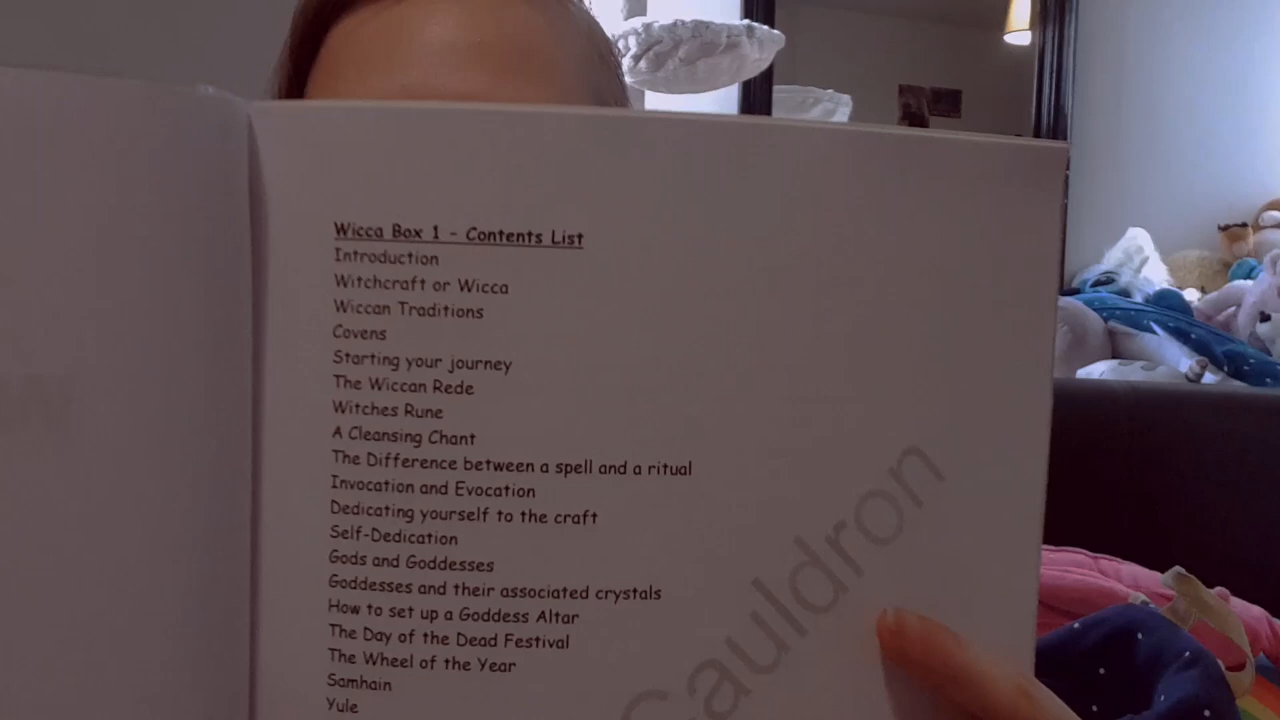 Wicca Box 1 - Contents List
Introduction
Witchcraft or Wicca
Wiccan Traditions
Covens
Starting your journey
The Wiccan Rede
Witches Rune
A Cleansing Chant
The Difference between a spell and a ritual
Invocation and Evocation
Dedicating yourself to the craft
Self-Dedication
Gods and Goddesses
Goddesses and their associated crystals
How to set up a Goddess Altar
The Day of the Dead Festival
The Wheel of the Year
Samhain
Yule
Cauldron